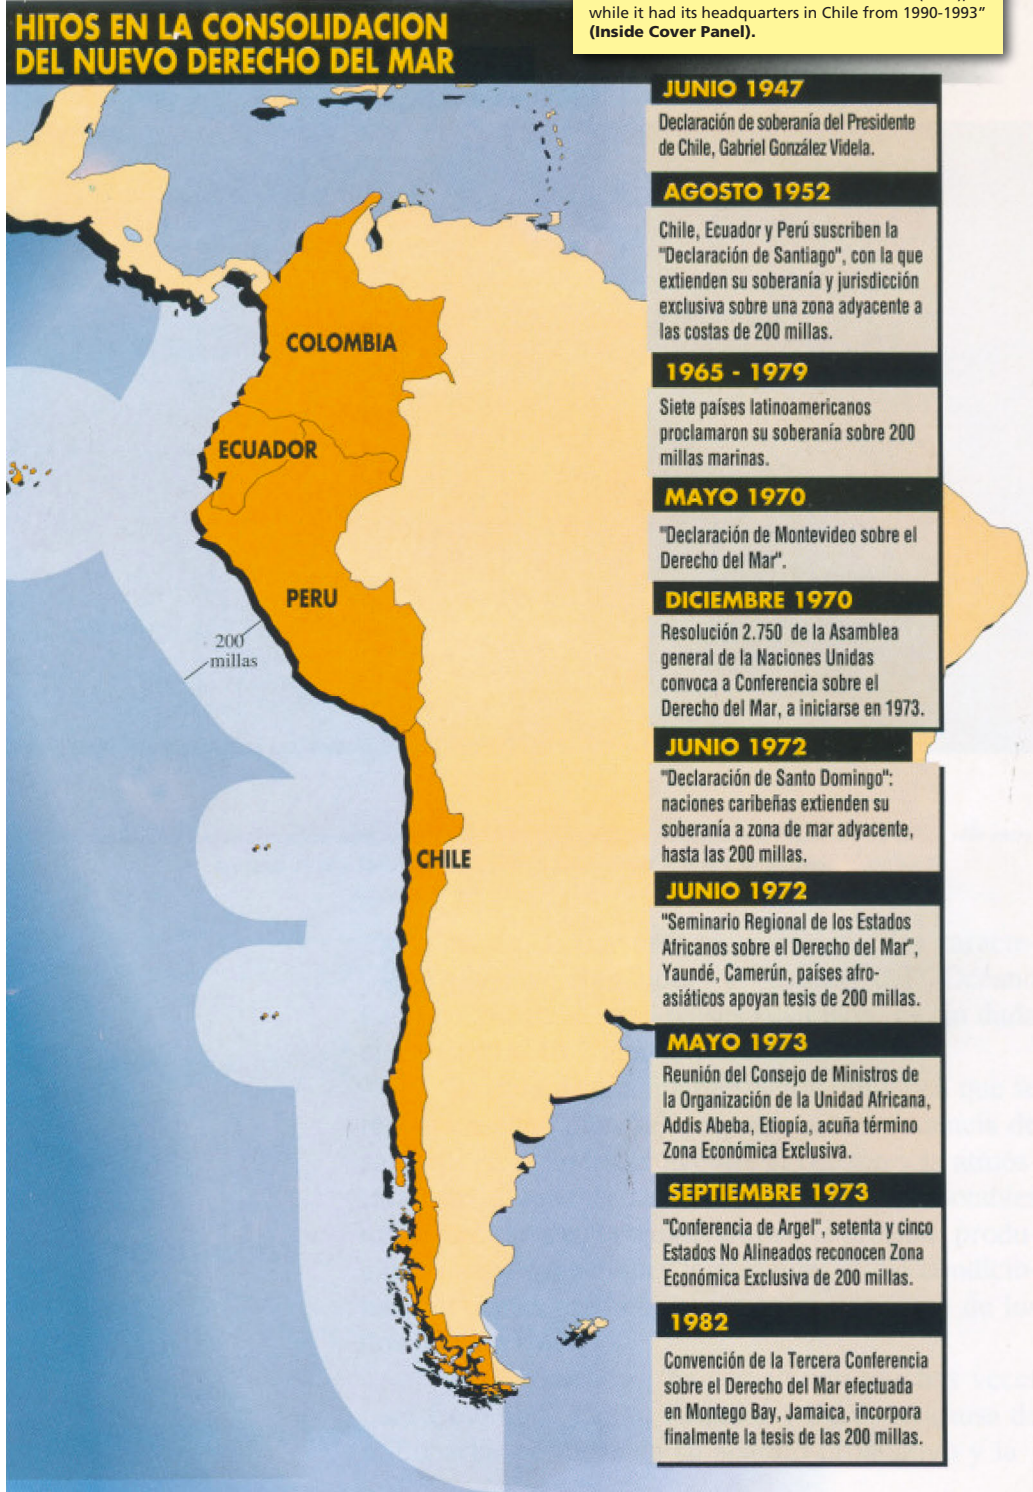 while it had its headquarters in Chile from 1990-1993”
(Inside Cover Panel).
HITOS EN LA CONSOLIDACION
DEL NUEVO DERECHO DEL MAR
COLOMBIA
ECUADOR
PERU
200
millas
CHILE
JUNIO 1947
Declaración de soberanía del Presidente
de Chile, Gabriel González Videla.
AGOSTO 1952
Chile, Ecuador y Perú suscriben la
"Declaración de Santiago", con la que
extienden su soberanía y jurisdicción
exclusiva sobre una zona adyacente a
las costas de 200 millas.
1965 - 1979
Siete países latinoamericanos
proclamaron su soberanía sobre 200
millas marinas.
MAYO 1970
"Declaración de Montevideo sobre el
Derecho del Mar".
DICIEMBRE 1970
Resolución 2.750 de la Asamblea
general de la Naciones Unidas
convoca a Conferencia sobre el
Derecho del Mar, a iniciarse en 1973.
JUNIO 1972
"Declaración de Santo Domingo":
naciones caribeñas extienden su
soberanía a zona de mar adyacente,
hasta las 200 millas.
JUNIO 1972
"Seminario Regional de los Estados
Africanos sobre el Derecho del Mar",
Yaundé, Camerún, países afro-
asiáticos apoyan tesis de 200 millas.
MAYO 1973
Reunión del Consejo de Ministros de
la Organización de la Unidad Africana,
Addis Abeba, Etiopía, acuña término
Zona Económica Exclusiva.
SEPTIEMBRE 1973
"Conferencia de Argel", setenta y cinco
Estados No Alineados reconocen Zona
Económica Exclusiva de 200 millas.
1982
Convención de la Tercera Conferencia
sobre el Derecho del Mar efectuada
en Montego Bay, Jamaica, incorpora
finalmente la tesis de las 200 millas.